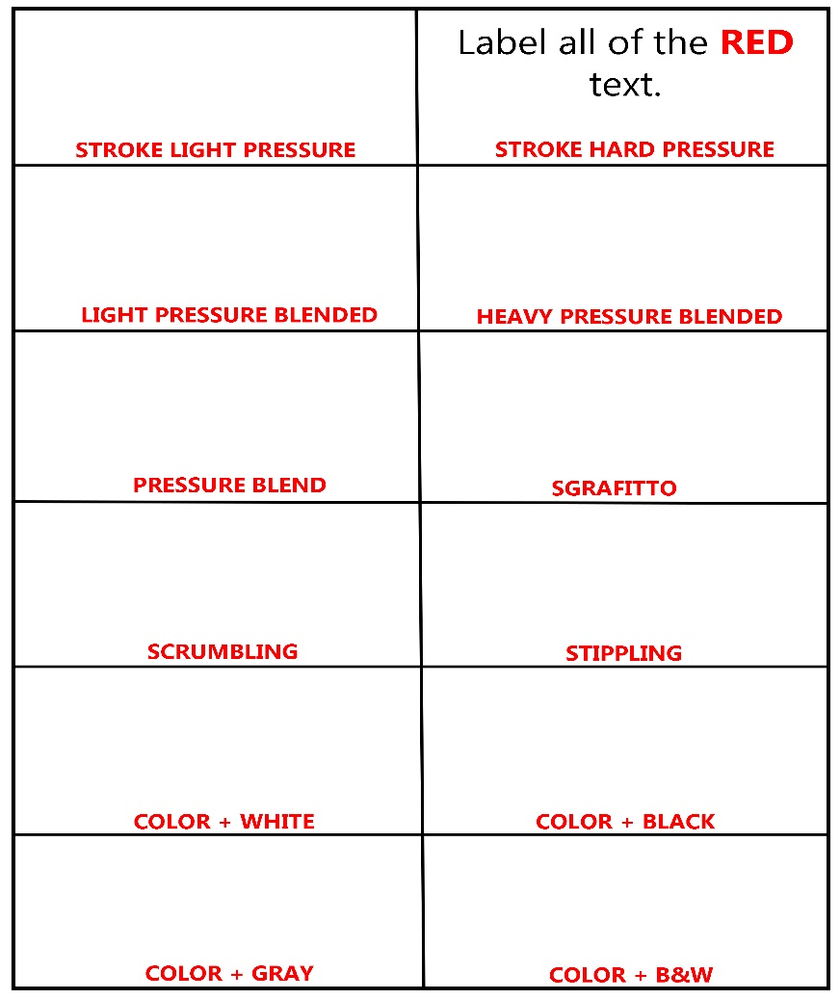 Label all of the RED
text.
STROKE LIGHT PRESSURE
STROKE HARD PRESSURE
LIGHT PRESSURE BLENDED
HEAVY PRESSURE BLENDED
PRESSURE BLEND
SGRAFITTO
SCRUMBLING
STIPPLING
COLOR + WHITE
COLOR + BLACK
COLOR + GRAY
COLOR + B&W